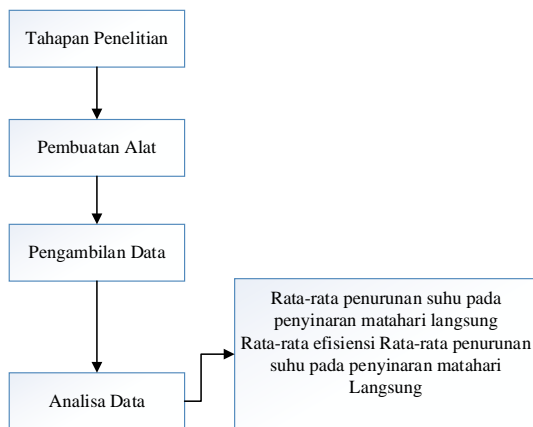 Tahapan Penelitian
Pembuatan Alat
Pengambilan Data
Analisa Data
Rata-rata penurunan suhu pada
penyinaran matahari langsung
Rata-rata efisiensi Rata-rata penurunan
suhu pada penyinaran matahari
Langsung